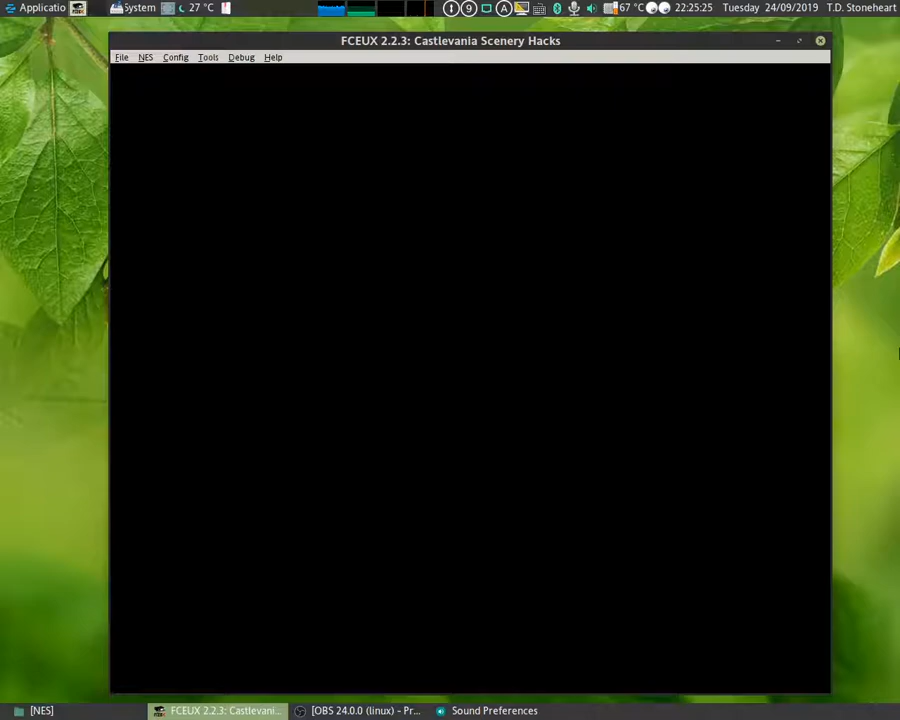 Applicatio System 27 °C 9 A 67 °C 22:25:25 Tuesday 24/09/2019 T.D. Stoneheart
FCEUX 2.2.3: Castlevania Scenery Hacks
File NES Config Tools Debug Help
[NES] FCEUX 2.2.3: Castlevani... [OBS 24.0.0 (linux) - Pr... Sound Preferences